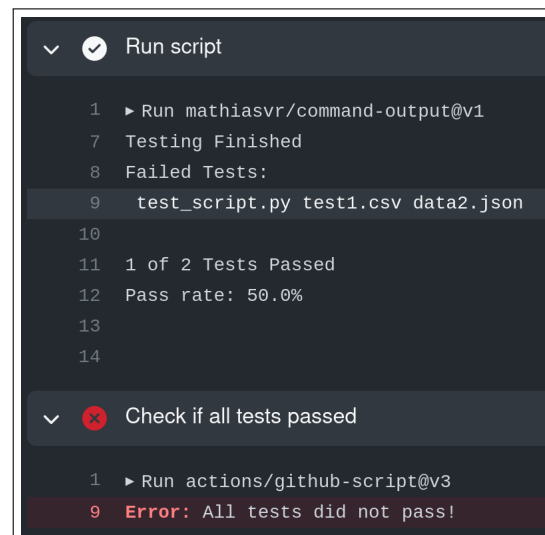 Run script
1 ▸ Run mathiasvr/command-output@v1
7 Testing Finished
8 Failed Tests:
9 test_script.py test1.csv data2.json
10
11 1 of 2 Tests Passed
12 Pass rate: 50.0%
13
14
Check if all tests passed
1 ▸ Run actions/github-script@v3
9 Error: All tests did not pass!